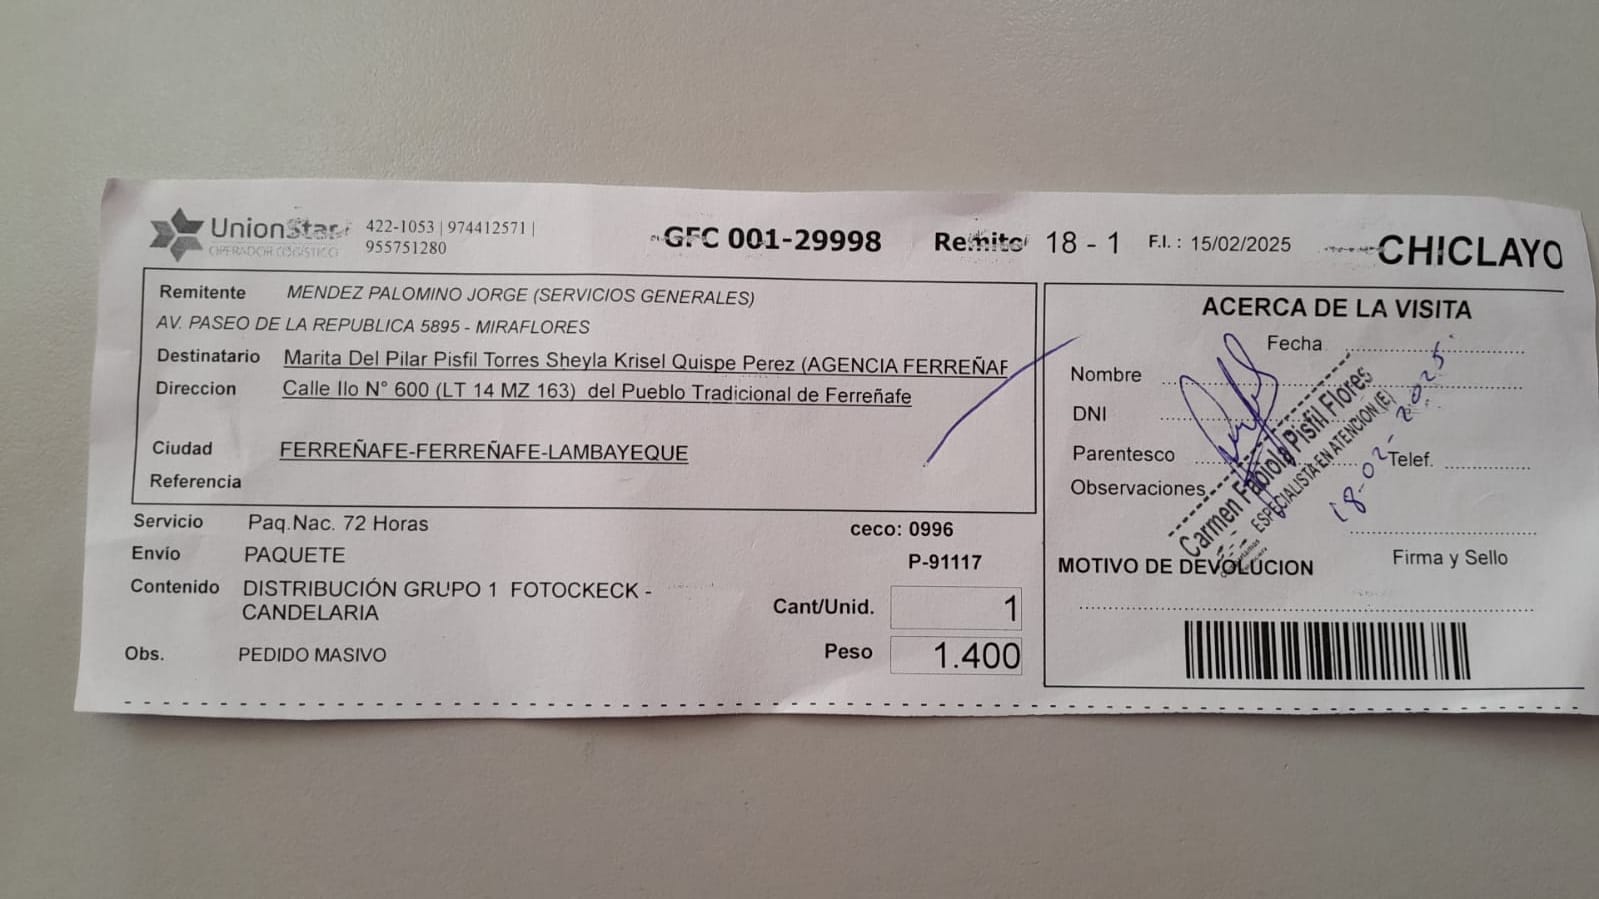 UnionStar
OPERADOR LOGÍSTICO
422-1053 | 974412571 |
955751280
GFC 001-29998
Remito 18 - 1
F.I. : 15/02/2025
CHICLAYO
Remitente MENDEZ PALOMINO JORGE (SERVICIOS GENERALES)
AV. PASEO DE LA REPUBLICA 5895 - MIRAFLORES
Destinatario Marita Del Pilar Pisfil Torres Sheyla Krisel Quispe Perez (AGENCIA FERREÑAF
Direccion Calle Ilo N° 600 (LT 14 MZ 163) del Pueblo Tradicional de Ferreñafe
Ciudad FERREÑAFE-FERREÑAFE-LAMBAYEQUE
Referencia
Servicio Paq.Nac. 72 Horas
ceco: 0996
Envío PAQUETE
P-91117
Contenido DISTRIBUCIÓN GRUPO 1 FOTOCKECK -
CANDELARIA
Cant/Unid. 1
Obs. PEDIDO MASIVO
Peso 1.400
ACERCA DE LA VISITA
Fecha
Nombre
DNI
Parentesco
Telef.
Observaciones
Carmen Fabiola Pisfil Flores
ESPECIALISTA EN ATENCION (E)
18-02-2025
Firma y Sello
MOTIVO DE DEVOLUCION